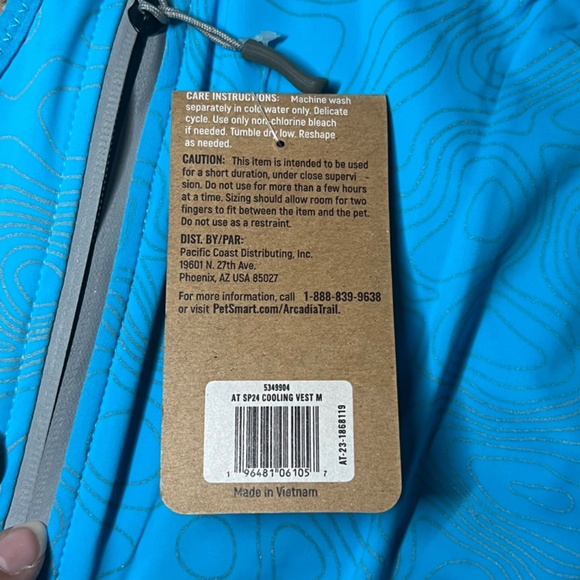 CARE INSTRUCTIONS: Machine wash
separately in cold water only. Delicate
cycle. Use only non-chlorine bleach
if needed. Tumble dry low. Reshape
as needed.
CAUTION: This item is intended to be used
for a short duration, under close supervi -
sion. Do not use for more than a few hours
at a time. Sizing should allow room for two
fingers to fit between the item and the pet.
Do not use as a restraint.
DIST. BY/PAR:
Pacific Coast Distributing, Inc.
19601 N. 27th Ave.
Phoenix, AZ USA 85027
For more information, call 1-888-839-9638
or visit PetSmart.com/ArcadiaTrail.
5349904
AT SP24 COOLING VEST M
1 96481 06105 7
AT-23-1868119
Made in Vietnam